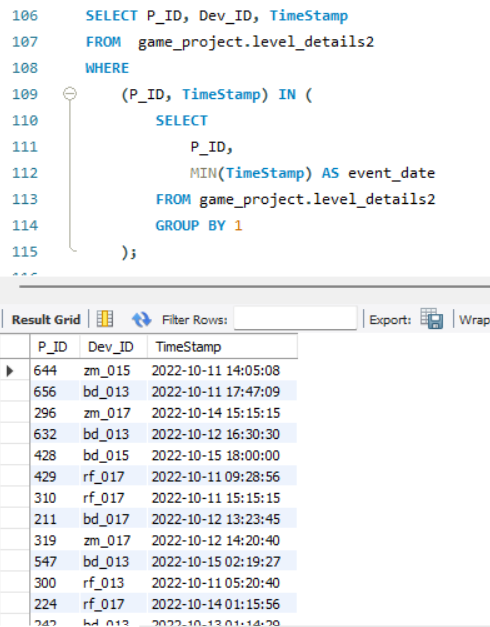 106 SELECT P_ID, Dev_ID, TimeStamp
107 FROM game_project.level_details2
108 WHERE
109 (P_ID, TimeStamp) IN (
110 SELECT
111 P_ID,
112 MIN(TimeStamp) AS event_date
113 FROM game_project.level_details2
114 GROUP BY 1
115 );
Result Grid Filter Rows: Export: Wrap
P_ID Dev_ID TimeStamp
644 zm_015 2022-10-11 14:05:08
656 bd_013 2022-10-11 17:47:09
296 zm_017 2022-10-14 15:15:15
632 bd_013 2022-10-12 16:30:30
428 bd_015 2022-10-15 18:00:00
429 rf_017 2022-10-11 09:28:56
310 rf_017 2022-10-11 15:15:15
211 bd_017 2022-10-12 13:23:45
319 zm_017 2022-10-12 14:20:40
547 bd_013 2022-10-15 02:19:27
300 rf_013 2022-10-11 05:20:40
224 rf_017 2022-10-14 01:15:56
242 bd_013 2022-10-13 01:14:29